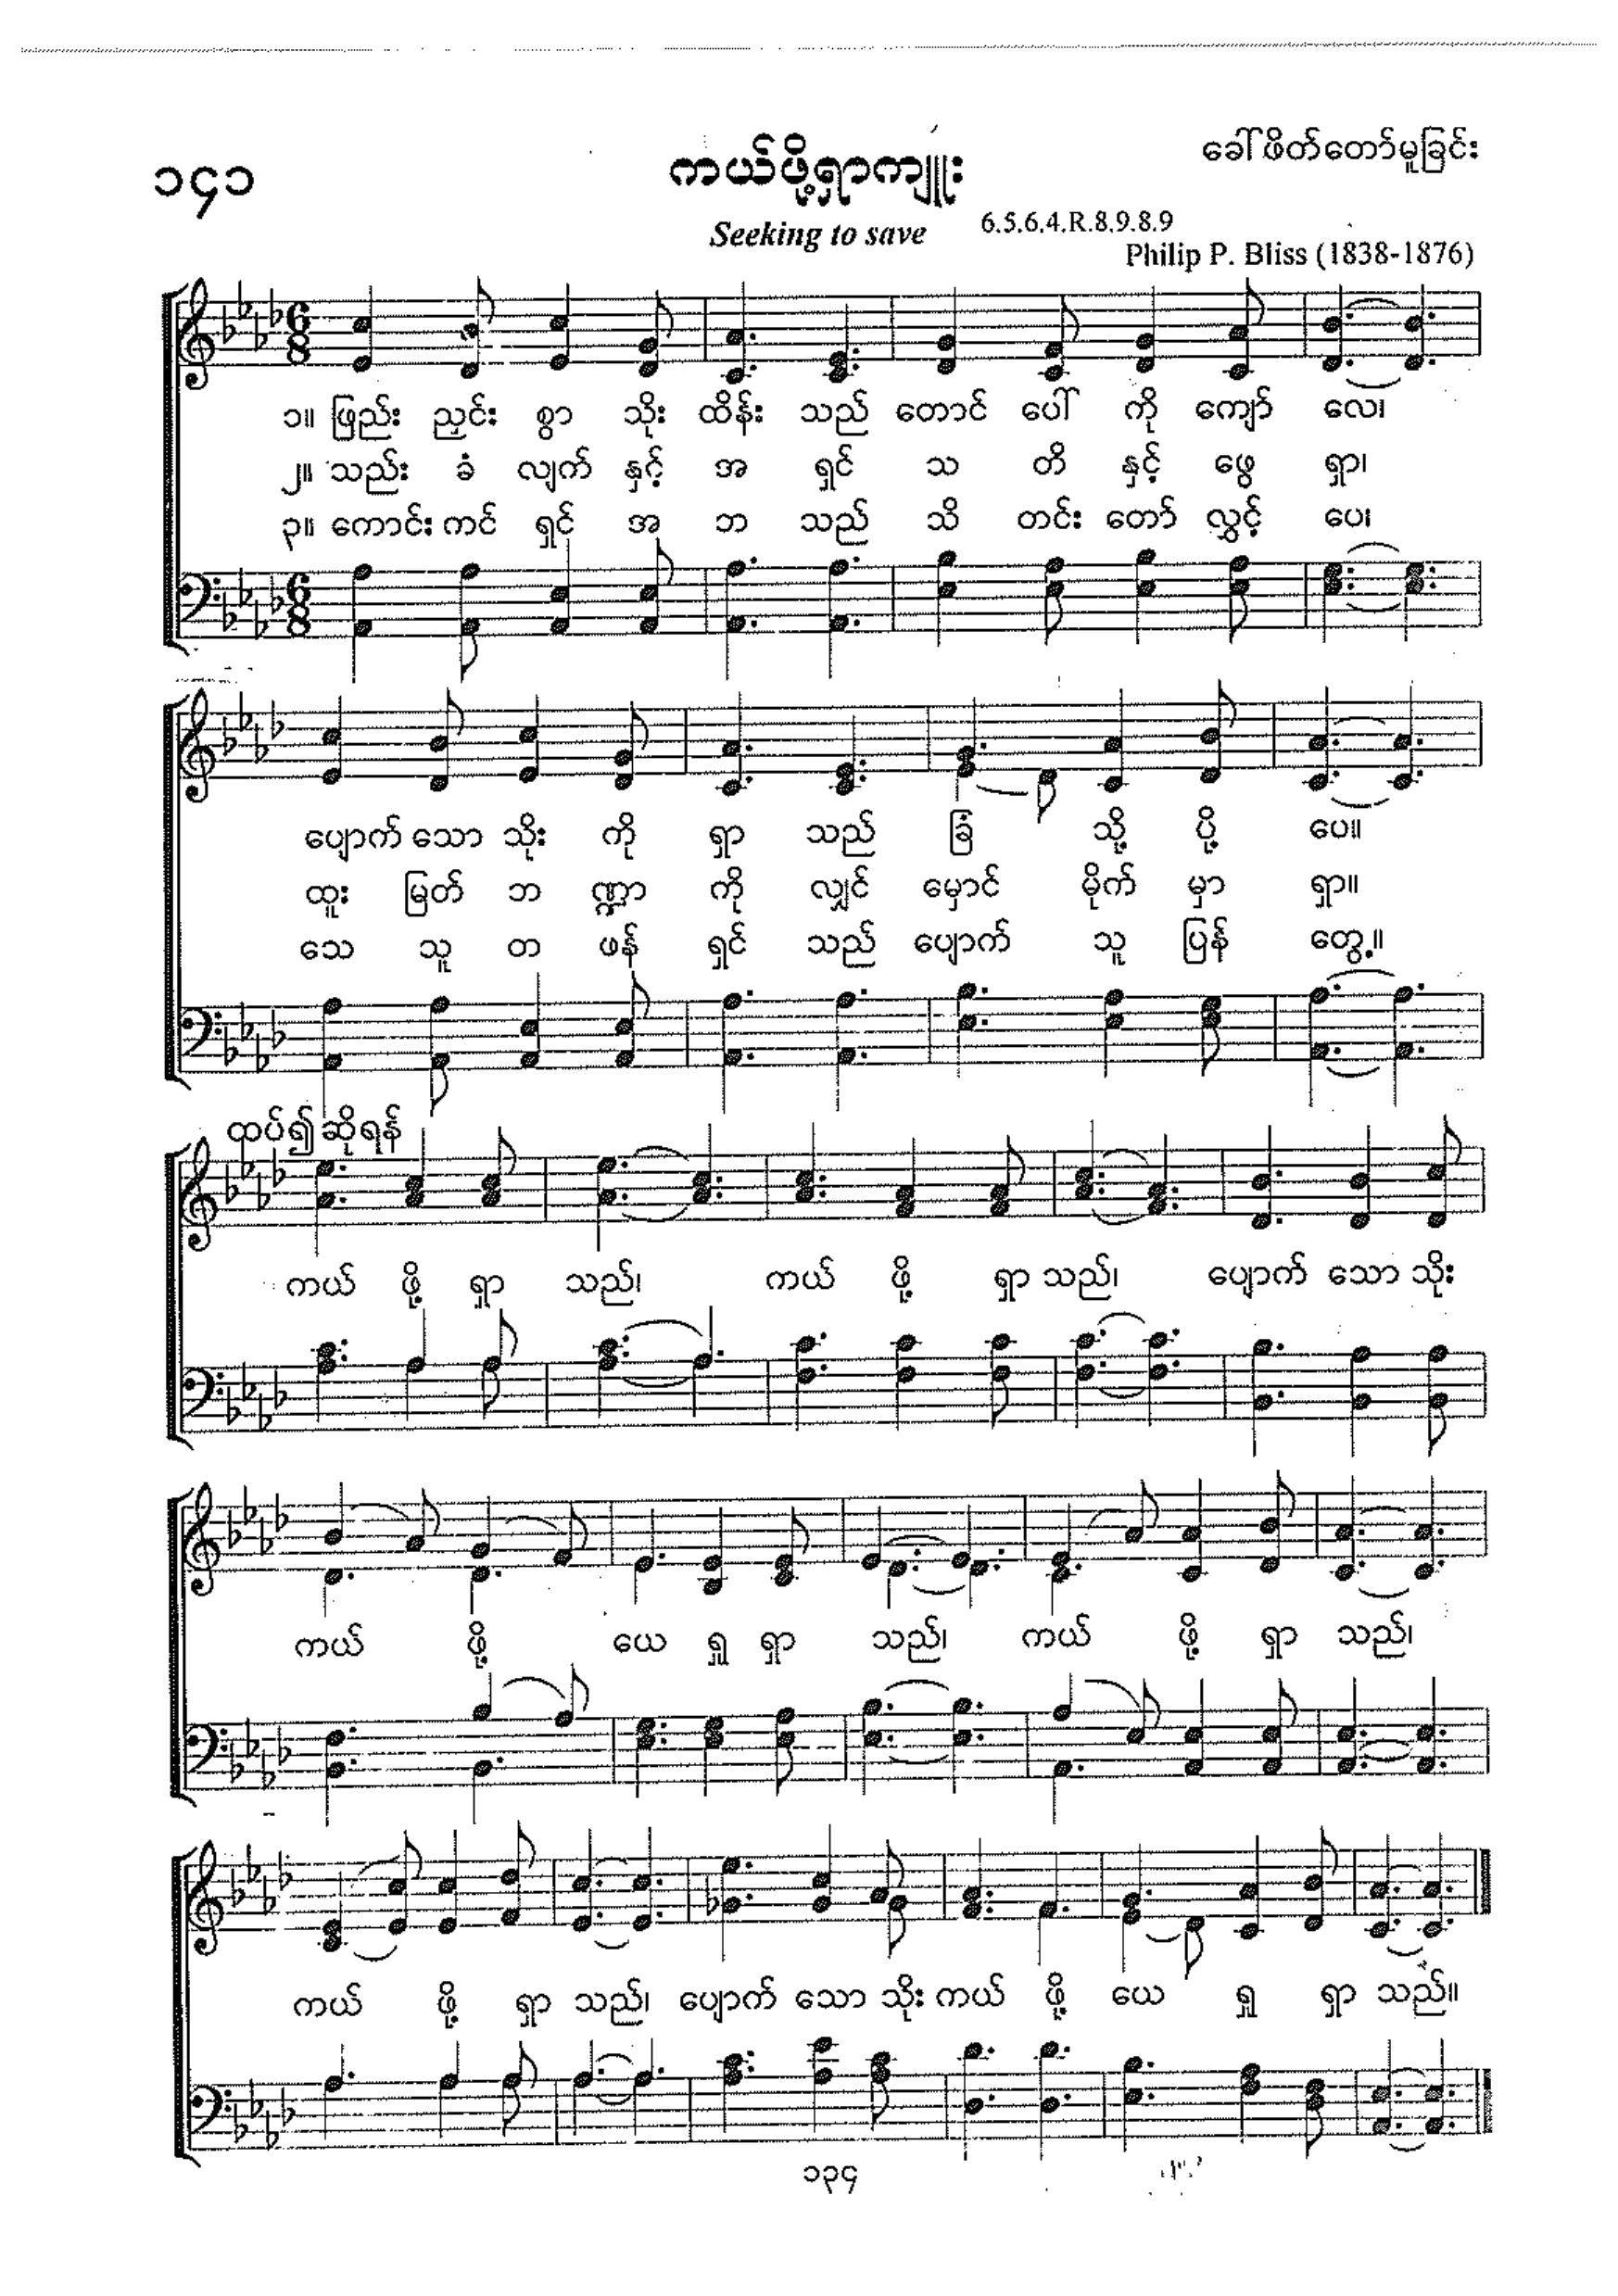 ၁၄၁
ကယ်ဖို့ရှာကျူး
ခေါ်ဖိတ်တော်မူခြင်း
Seeking to save
6.5.6.4.R.8.9.8.9
Philip P. Bliss (1838-1876)
၁။ ဖြည်း ညှင်း စွာ သိုး ထိန်း သည် တောင် ပေါ် ကို ကျော် လေ၊
၂။ သည်း ခံ လျက် နှင့် အ ရှင် သ တိ နှင့် ဖွေ ရှာ၊
၃။ ကောင်း ကင် ရှင် အ ဘ သည် သိ တင်း တော် လွှင့် ပေ၊
ပျောက် သော သိုး ကို ရှာ သည် ခြံ သို့ ပို့ ပေ။
ထူး မြတ် ဘ ဏ္ဍာ ကို လျှင် မှောင် မိုက် မှာ ရှာ။
သေ သူ တ ဖန် ရှင် သည် ပျောက် သူ ပြန် တွေ့။
ထပ်၍ ဆိုရန်
ကယ် ဖို့ ရှာ သည်၊ ကယ် ဖို့ ရှာ သည်၊ ပျောက် သော သိုး
ကယ် ဖို့ ယေ ရှု ရှာ သည်၊ ကယ် ဖို့ ရှာ သည်၊
ကယ် ဖို့ ရှာ သည်၊ ပျောက် သော သိုး ကယ် ဖို့ ယေ ရှု ရှာ သည်။
၁၃၄